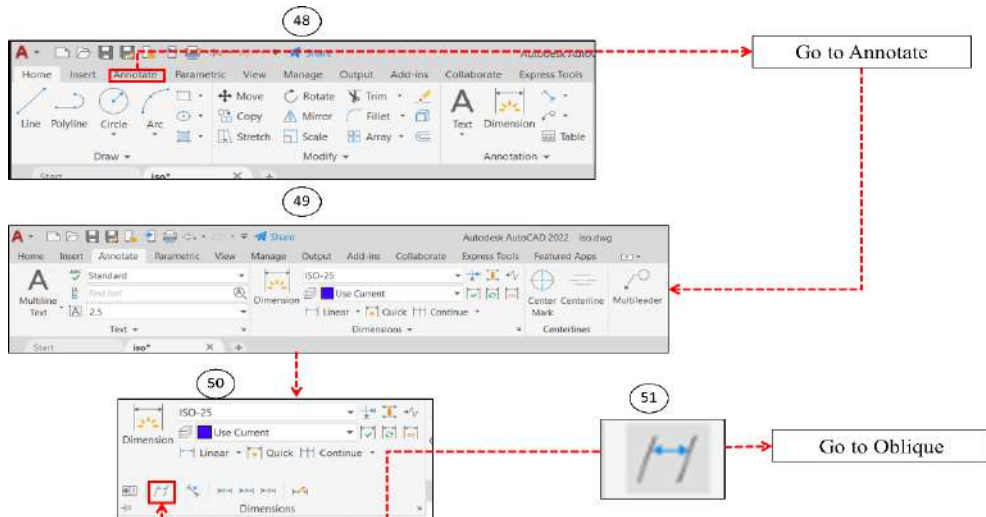 48
Share
Autodesk AutoC
Home Insert Annotate Parametric View Manage Output Add-ins Collaborate Express Tools
Go to Annotate
Move Rotate Trim
Copy Mirror Fillet
Stretch Scale Array
Line Polyline Circle Arc
Text Dimension
Table
Draw Modify Annotation
Start iso*
49
Share
Autodesk AutoCAD 2022 iso.dwg
Home Insert Annotate Parametric View Manage Output Add-ins Collaborate Express Tools Featured Apps
Multiline Text
Standard
Find text
2.5
Dimension
ISO-25
Use Current
Linear Quick Continue
Center Mark
Centerline
Multileader
Text Dimensions Centerlines
Start iso*
50
ISO-25
Dimension
Use Current
Linear Quick Continue
Dimensions
51
Go to Oblique